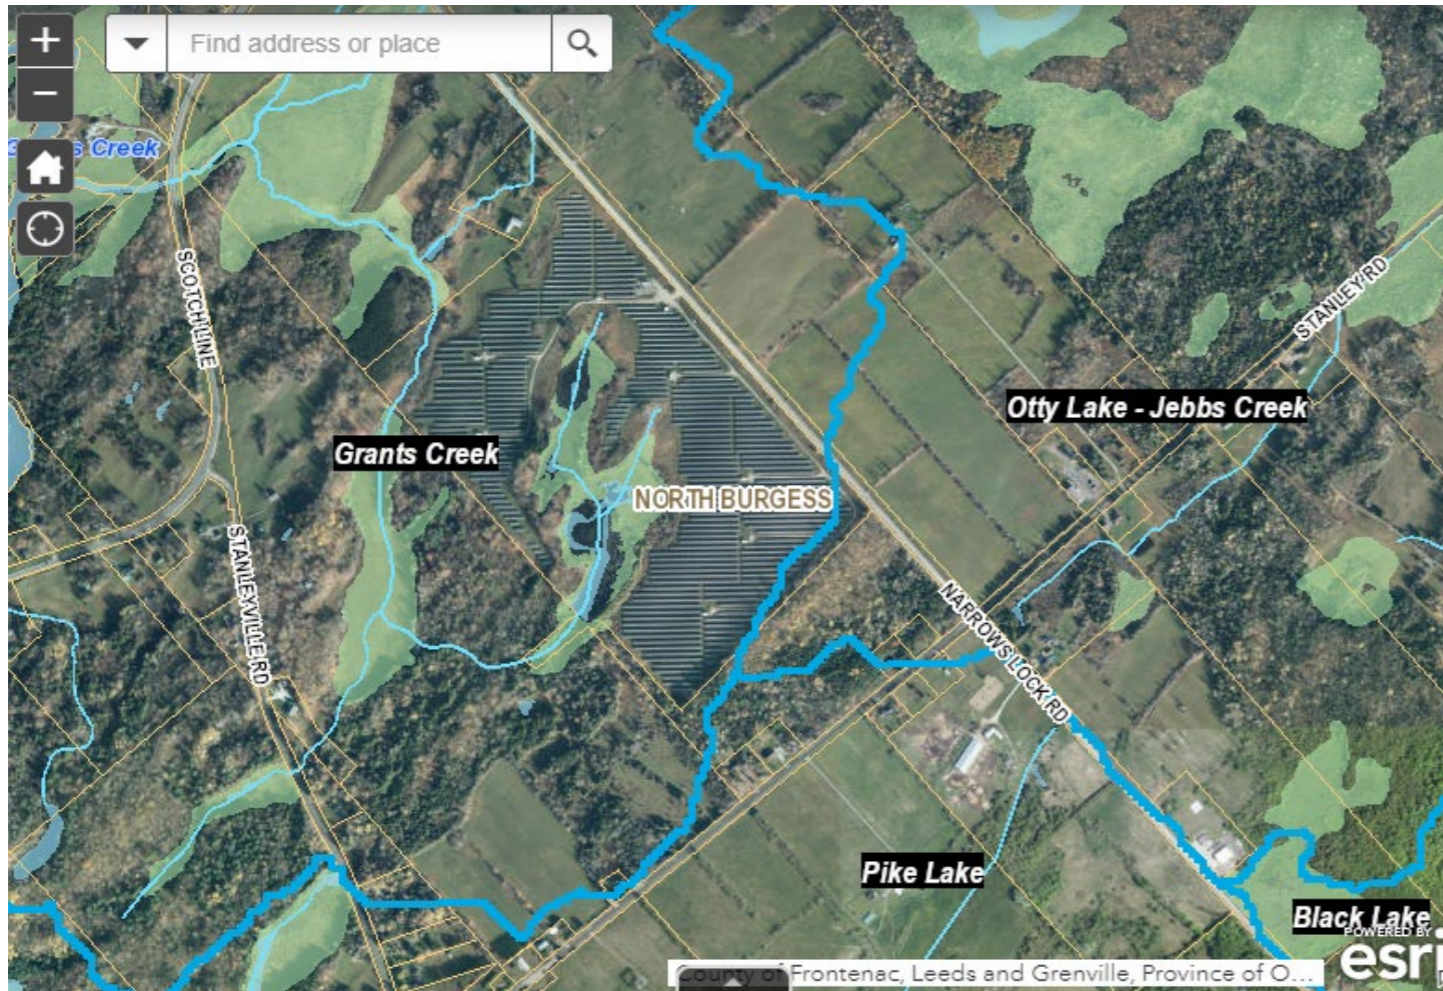 +
Find address or place
−
Creek
SCOTCH LINE
STANLEY RD
Otty Lake - Jebbs Creek
Grants Creek
NORTH BURGESS
STANLEYVILLE RD
NARROWS LOCK RD
Pike Lake
Black Lake
POWERED BY
esri
County of Frontenac, Leeds and Grenville, Province of O...